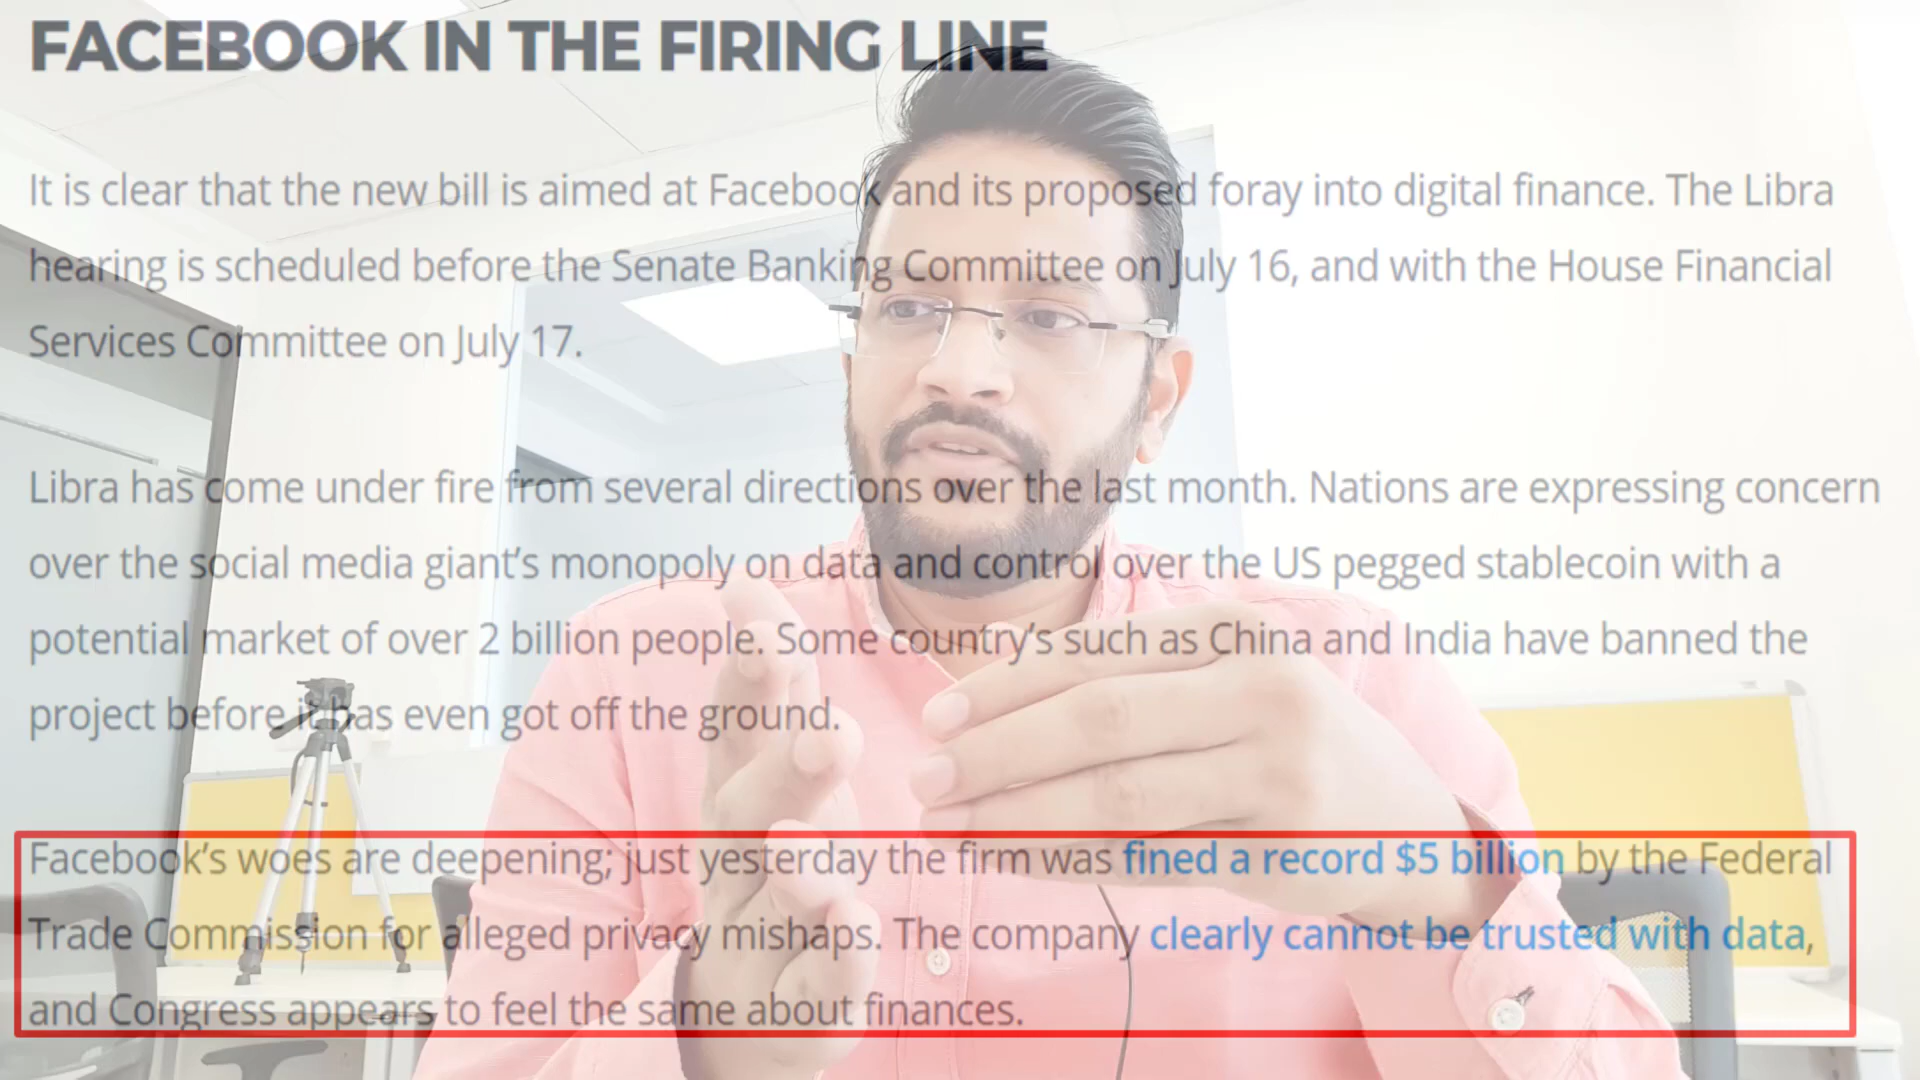 FACEBOOK IN THE FIRING LINE
It is clear that the new bill is aimed at Facebook and its proposed foray into digital finance. The Libra
hearing is scheduled before the Senate Banking Committee on July 16, and with the House Financial
Services Committee on July 17.
Libra has come under fire from several directions over the last month. Nations are expressing concern
over the social media giant's monopoly on data and control over the US pegged stablecoin with a
potential market of over 2 billion people. Some country's such as China and India have banned the
project before it has even got off the ground.
Facebook's woes are deepening; just yesterday the firm was fined a record $5 billion by the Federal
Trade Commission for alleged privacy mishaps. The company clearly cannot be trusted with data,
and Congress appears to feel the same about finances.